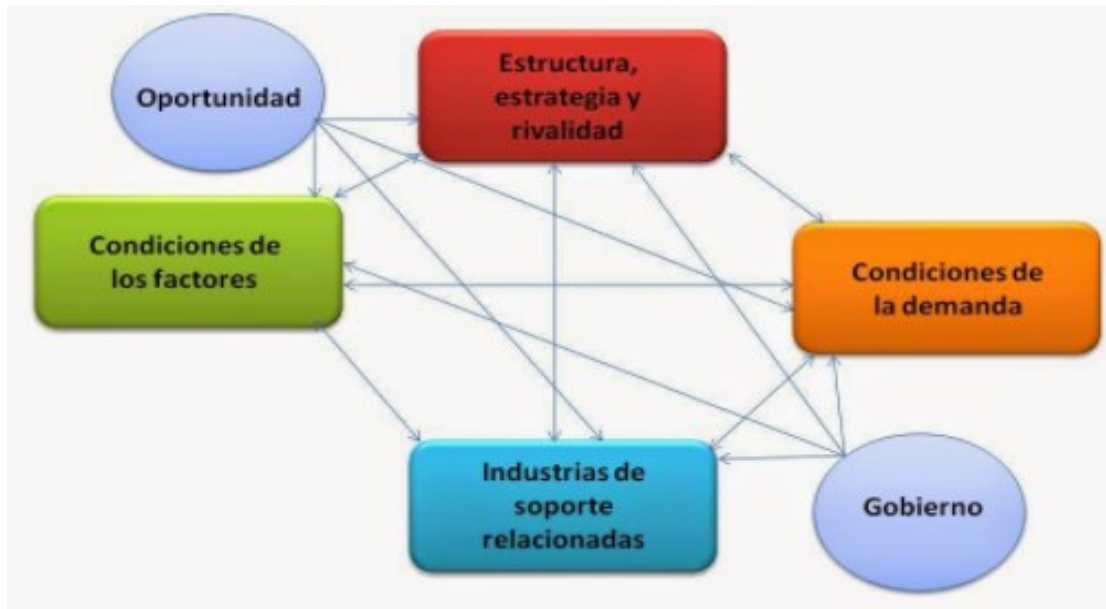 Oportunidad
Estructura,
estrategia y
rivalidad
Condiciones de
los factores
Condiciones de
la demanda
Industrias de
soporte
relacionadas
Gobierno